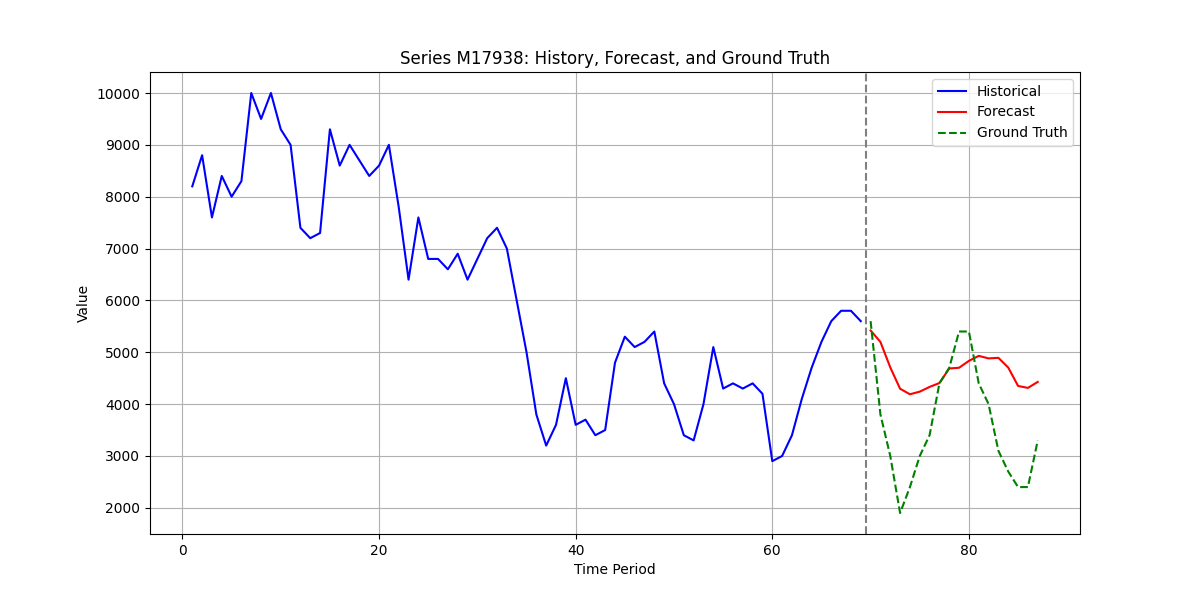 Series M17938: History, Forecast, and Ground Truth
Historical
Forecast
Ground Truth
Value
10000
9000
8000
7000
6000
5000
4000
3000
2000
0 20 40 60 80
Time Period